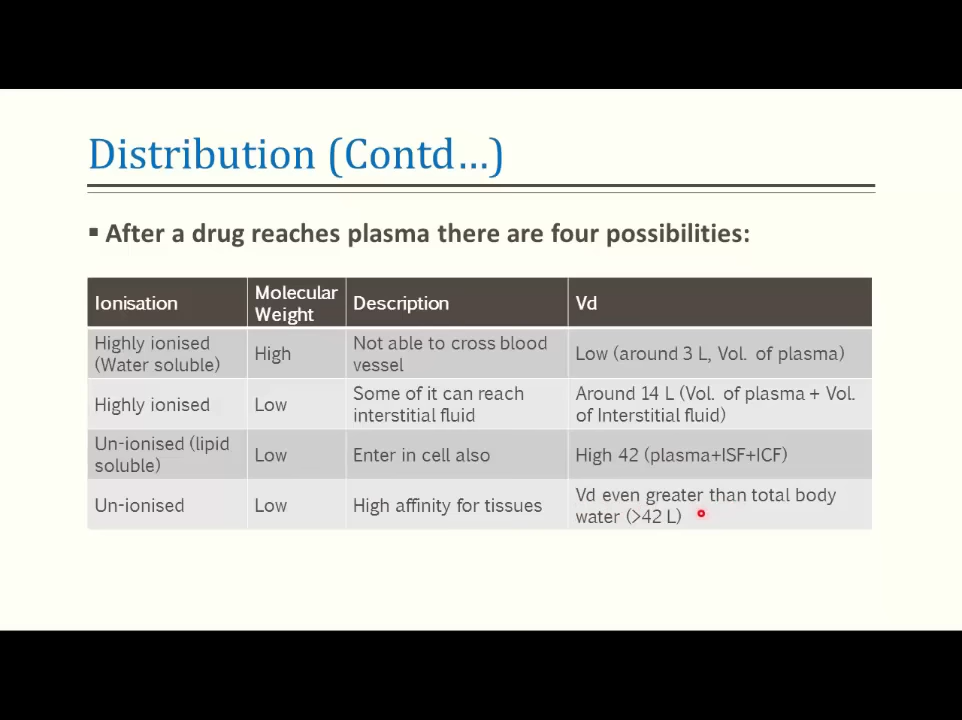 Distribution (Contd...)
▪ After a drug reaches plasma there are four possibilities:
Ionisation
Molecular
Weight
Description
Vd
Highly ionised
(Water soluble)
High
Not able to cross blood
vessel
Low (around 3 L, Vol. of plasma)
Highly ionised
Low
Some of it can reach
interstitial fluid
Around 14 L (Vol. of plasma + Vol.
of Interstitial fluid)
Un-ionised (lipid
soluble)
Low
Enter in cell also
High 42 (plasma+ISF+ICF)
Un-ionised
Low
High affinity for tissues
Vd even greater than total body
water (>42 L)